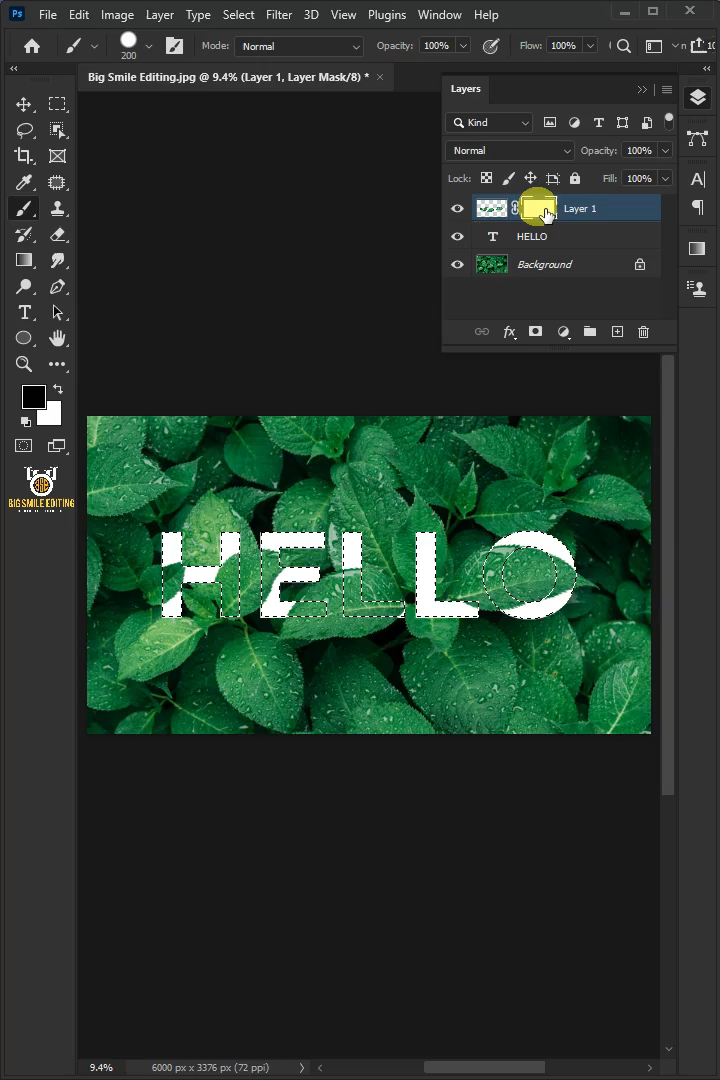 Ps File Edit Image Layer Type Select Filter 3D View Plugins Window Help
200 Mode: Normal Opacity: 100% Flow: 100%
Big Smile Editing.jpg @ 9.4% (Layer 1, Layer Mask/8) *
Layers
Kind
Normal Opacity: 100%
Lock: Fill: 100%
Layer 1
T HELLO
Background
fx
BIG SMILE EDITING
HELLO
9.4% 6000 px x 3376 px (72 ppi)